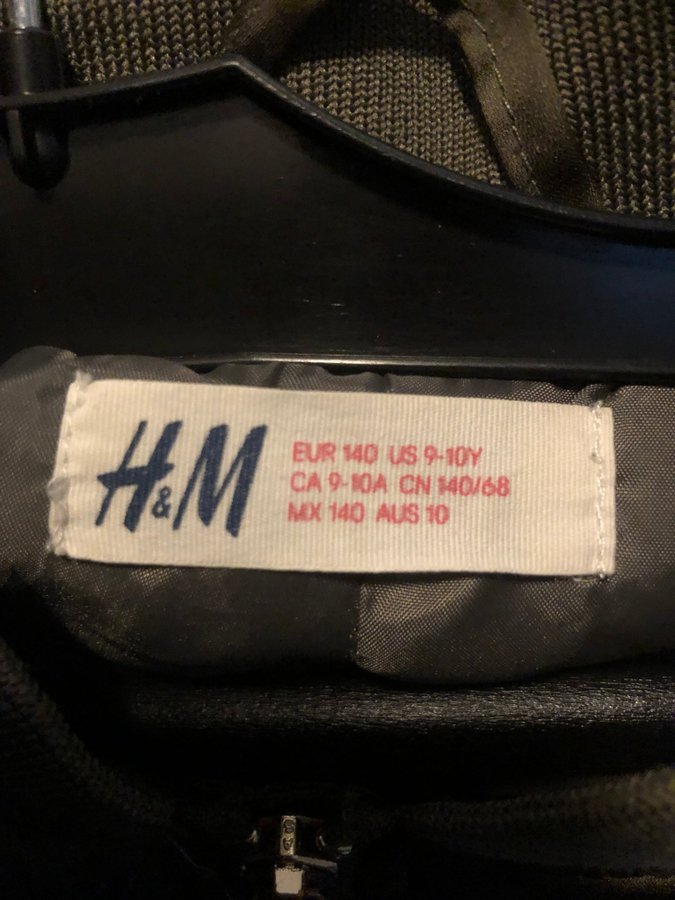 H&M
EUR 140 US 9-10Y
CA 9-10A CN 140/68
MX 140 AUS 10